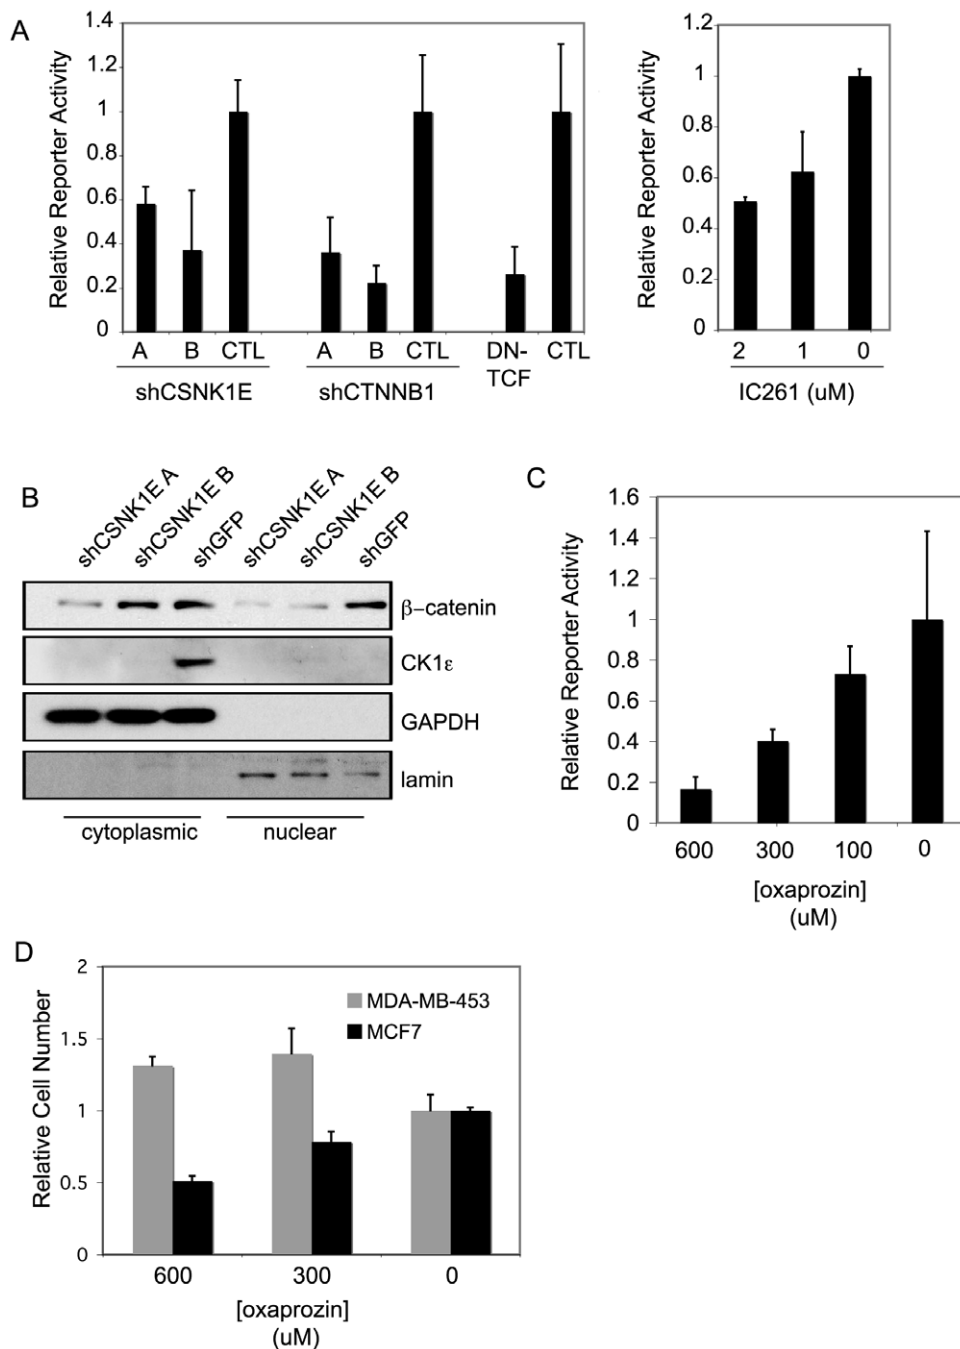 A
Relative Reporter Activity
1.4
1.2
1
0.8
0.6
0.4
0.2
0
A B CTL A B CTL DN-TCF CTL
shCSNK1E shCTNNB1
Relative Reporter Activity
1.2
1
0.8
0.6
0.4
0.2
0
2 1 0
IC261 (uM)
B
shCSNK1E A
shCSNK1E B
shGFP
shCSNK1E A
shCSNK1E B
shGFP
β–catenin
CK1ε
GAPDH
lamin
cytoplasmic nuclear
C
Relative Reporter Activity
1.6
1.4
1.2
1
0.8
0.6
0.4
0.2
0
600 300 100 0
[oxaprozin]
(uM)
D
Relative Cell Number
2
1.5
1
0.5
0
MDA-MB-453
MCF7
600 300 0
[oxaprozin]
(uM)